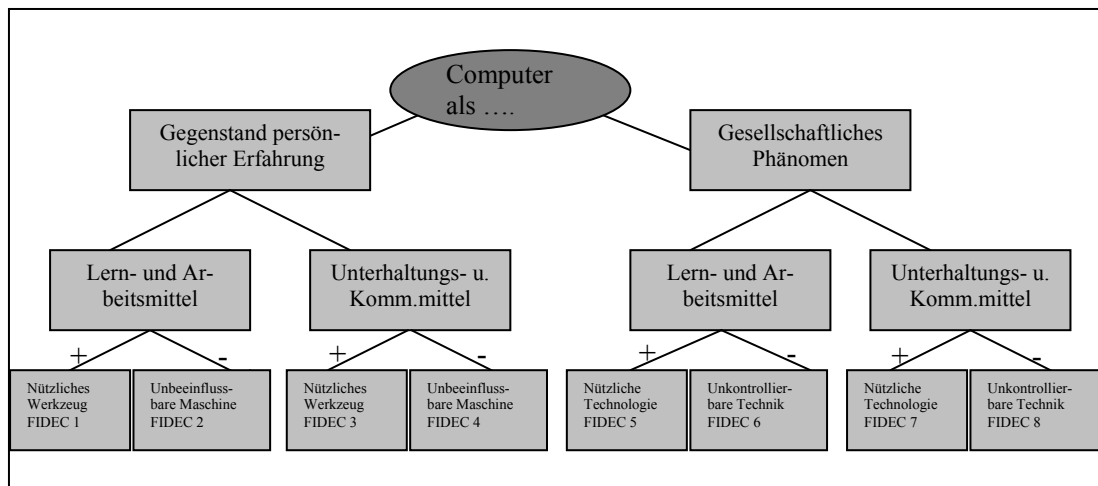 Computer
als ….
Gegenstand persön-
licher Erfahrung
Gesellschaftliches
Phänomen
Lern- und Ar-
beitsmittel
Unterhaltungs- u.
Komm.mittel
Lern- und Ar-
beitsmittel
Unterhaltungs- u.
Komm.mittel
+
-
+
-
+
-
+
-
Nützliches
Werkzeug
FIDEC 1
Unbeeinfluss-
bare Maschine
FIDEC 2
Nützliches
Werkzeug
FIDEC 3
Unbeeinfluss-
bare Maschine
FIDEC 4
Nützliche
Technologie
FIDEC 5
Unkontrollier-
bare Technik
FIDEC 6
Nützliche
Technologie
FIDEC 7
Unkontrollier-
bare Technik
FIDEC 8